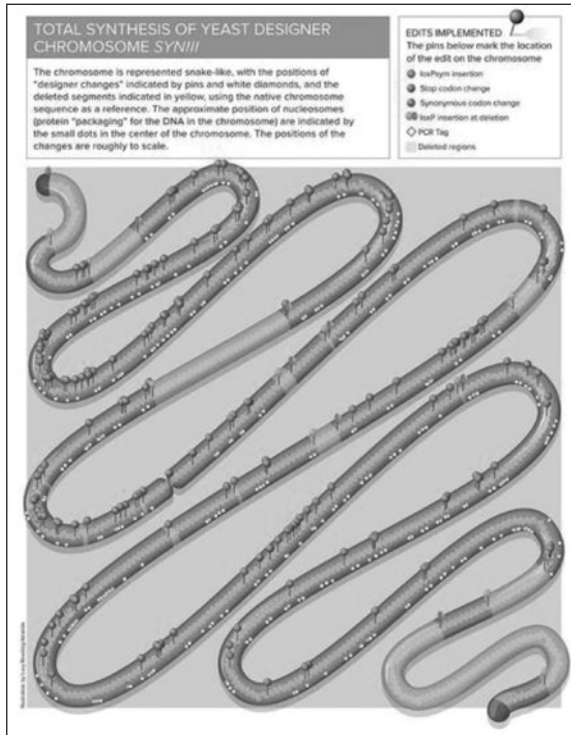 TOTAL SYNTHESIS OF YEAST DESIGNER
CHROMOSOME SYNIII
The chromosome is represented snake-like, with the positions of
"designer changes" indicated by pins and white diamonds, and the
deleted segments indicated in yellow, using the native chromosome
sequence as a reference. The approximate position of nucleosomes
(protein "packaging" for the DNA in the chromosome) are indicated by
the small dots in the center of the chromosome. The positions of the
changes are roughly to scale.
EDITS IMPLEMENTED
The pins below mark the location
of the edit on the chromosome
loxPsym insertion
Stop codon change
Synonymous codon change
loxP insertion at deletion
PCR Tag
Deleted regions
Illustration by Lucy Reading-Ikkanda